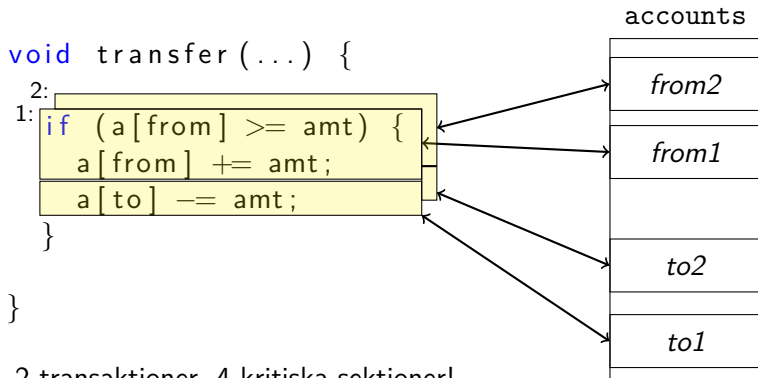 accounts
void transfer(...) {
2:
1:
if (a[from] >= amt) {
a[from] += amt;
a[to] -= amt;
}
}
from2
from1
to2
to1
2 transaktioner, 4 kritiska sektioner!